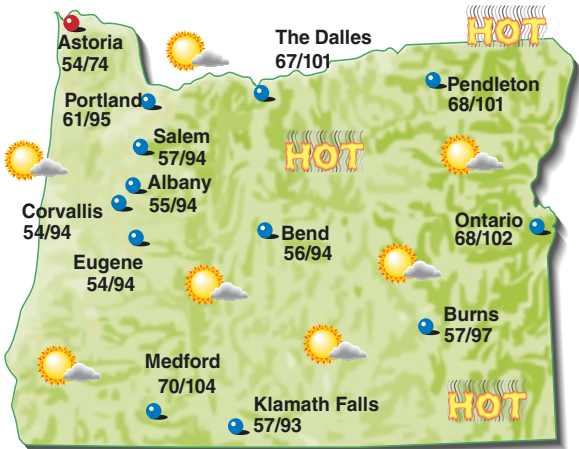 HOT
Astoria
54/74
The Dalles
67/101
Pendleton
68/101
Portland
61/95
Salem
57/94
HOT
Albany
55/94
Corvallis
54/94
Ontario
68/102
Bend
56/94
Eugene
54/94
Burns
57/97
Medford
70/104
Klamath Falls
57/93
HOT